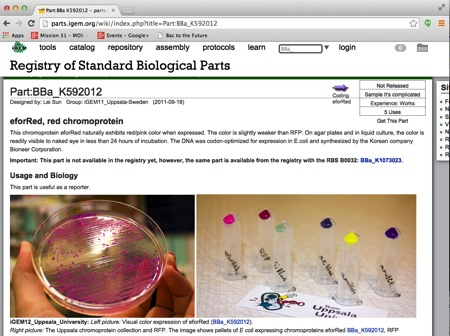 Part:BBa_K592012 – parts.i
parts.igem.org/wiki/index.php?title=Part:BBa_K592012
Apps Mission 31 - MOS - Events - Google+ Bac to the Future
tools catalog repository assembly protocols learn BBa_ login 0
Registry of Standard Biological Parts
Part:BBa_K592012
Designed by: Lei Sun Group: iGEM11_Uppsala-Sweden (2011-09-18)
Coding
eforRed
Not Released
Sample It's complicated
Experience: Works
5 Uses
Get This Part
eforRed, red chromoprotein
This chromoprotein eforRed naturally exhibits red/pink color when expressed. The color is slightly weaker than RFP. On agar plates and in liquid culture, the color is
readily visible to naked eye in less than 24 hours of incubation. The DNA was codon-optimized for expression in E.coli and synthesized by the Korean company
Bioneer Corporation.
Important: This part is not available in the registry yet, however, the same part is available from the registry with the RBS B0032: BBa_K1073023.
Usage and Biology
This part is useful as a reporter.
Team
Uppsala
Uni
iGEM12_Uppsala_University: Left picture: Visual color expression of eforRed (BBa_K592012).
Right picture: The Uppsala chromoprotein collection and RFP. The image shows pellets of E coli expressing chromoproteins eforRed BBa_K592012, RFP